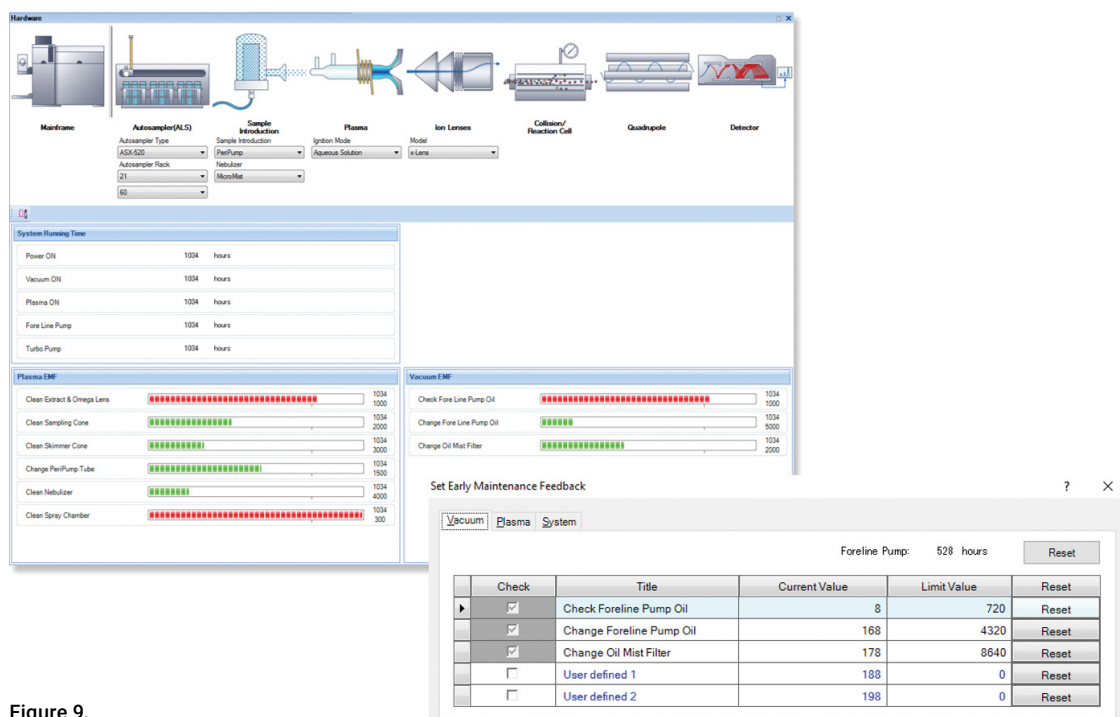 Hardware
Mainframe
Autosampler(ALS)
Autosampler Type
ASX-520
Autosampler Rack
21
60
Sample
Introduction
Sample Introduction
PeriPump
Nebulizer
MicroMist
Plasma
Ignition Mode
Aqueous Solution
Ion Lenses
Model
x-Lens
Collision/
Reaction Cell
Quadrupole
Detector
System Running Time
Power ON 1034 hours
Vacuum ON 1034 hours
Plasma ON 1034 hours
Fore Line Pump 1034 hours
Turbo Pump 1034 hours
Plasma EMF
Clean Extract & Omega Lens 1034
1000
Clean Sampling Cone 1034
2000
Clean Skimmer Cone 1034
3000
Change PeriPump Tube 1034
1500
Clean Nebulizer 1034
4000
Clean Spray Chamber 1034
300
Vacuum EMF
Check Fore Line Pump Oil 1034
1000
Change Fore Line Pump Oil 1034
5000
Change Oil Mist Filter 1034
2000
Set Early Maintenance Feedback ? ×
Vacuum Plasma System
Foreline Pump: 528 hours Reset
Check Title Current Value Limit Value Reset
Check Foreline Pump Oil 8 720 Reset
Change Foreline Pump Oil 168 4320 Reset
Change Oil Mist Filter 178 8640 Reset
User defined 1 188 0 Reset
User defined 2 198 0 Reset
Figure 9.